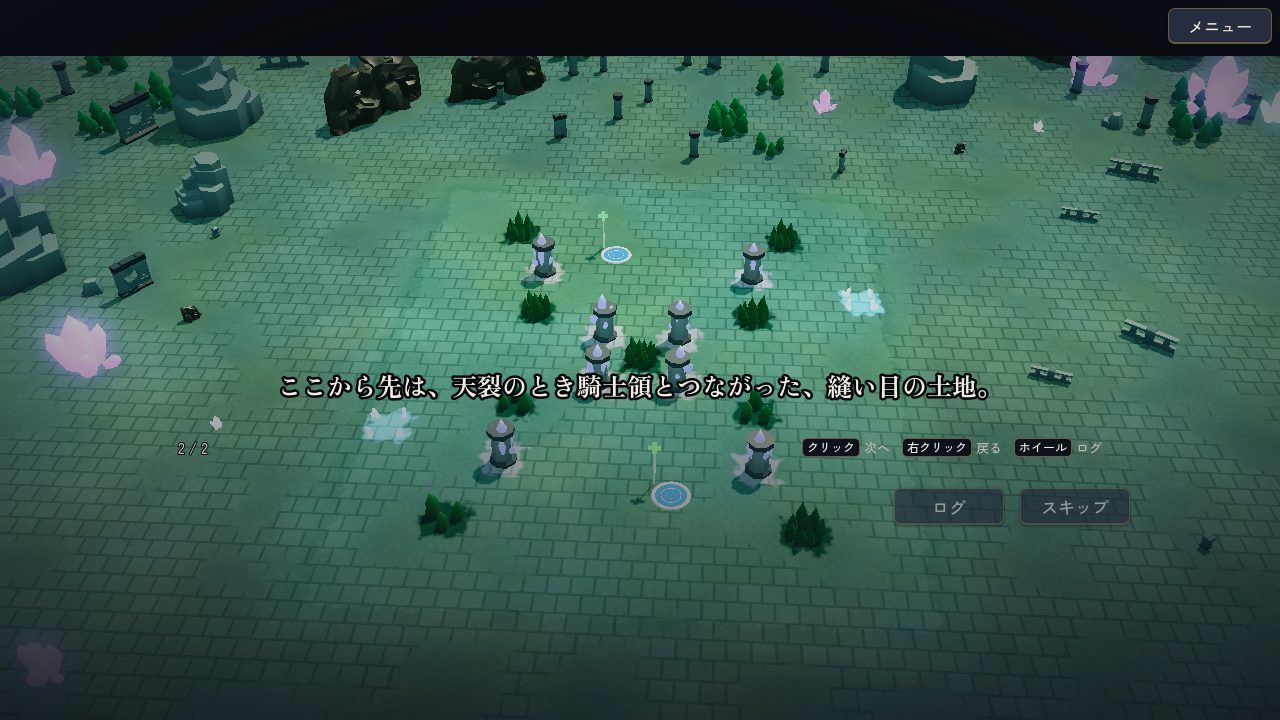 メニュー
ここから先は、天裂のとき騎士領とつながった、縫い目の土地。
2 / 2
クリック 次へ 右クリック 戻る ホイール ログ
ログ スキップ